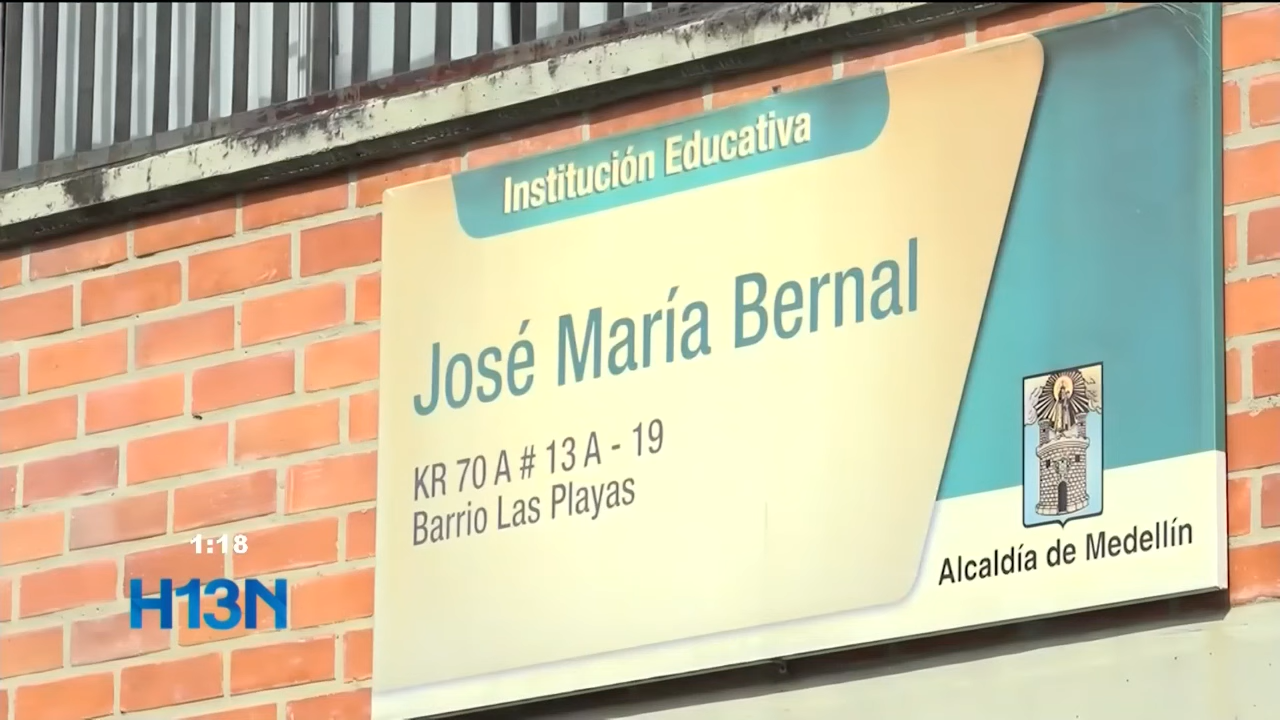 Institución Educativa
José María Bernal
KR 70 A # 13 A - 19
Barrio Las Playas
Alcaldía de Medellín
1:18
H13N